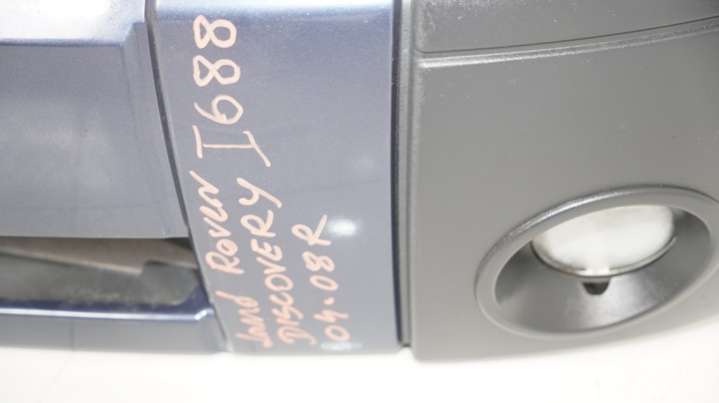 Land Rover I688
DISCOVERY
04.08R